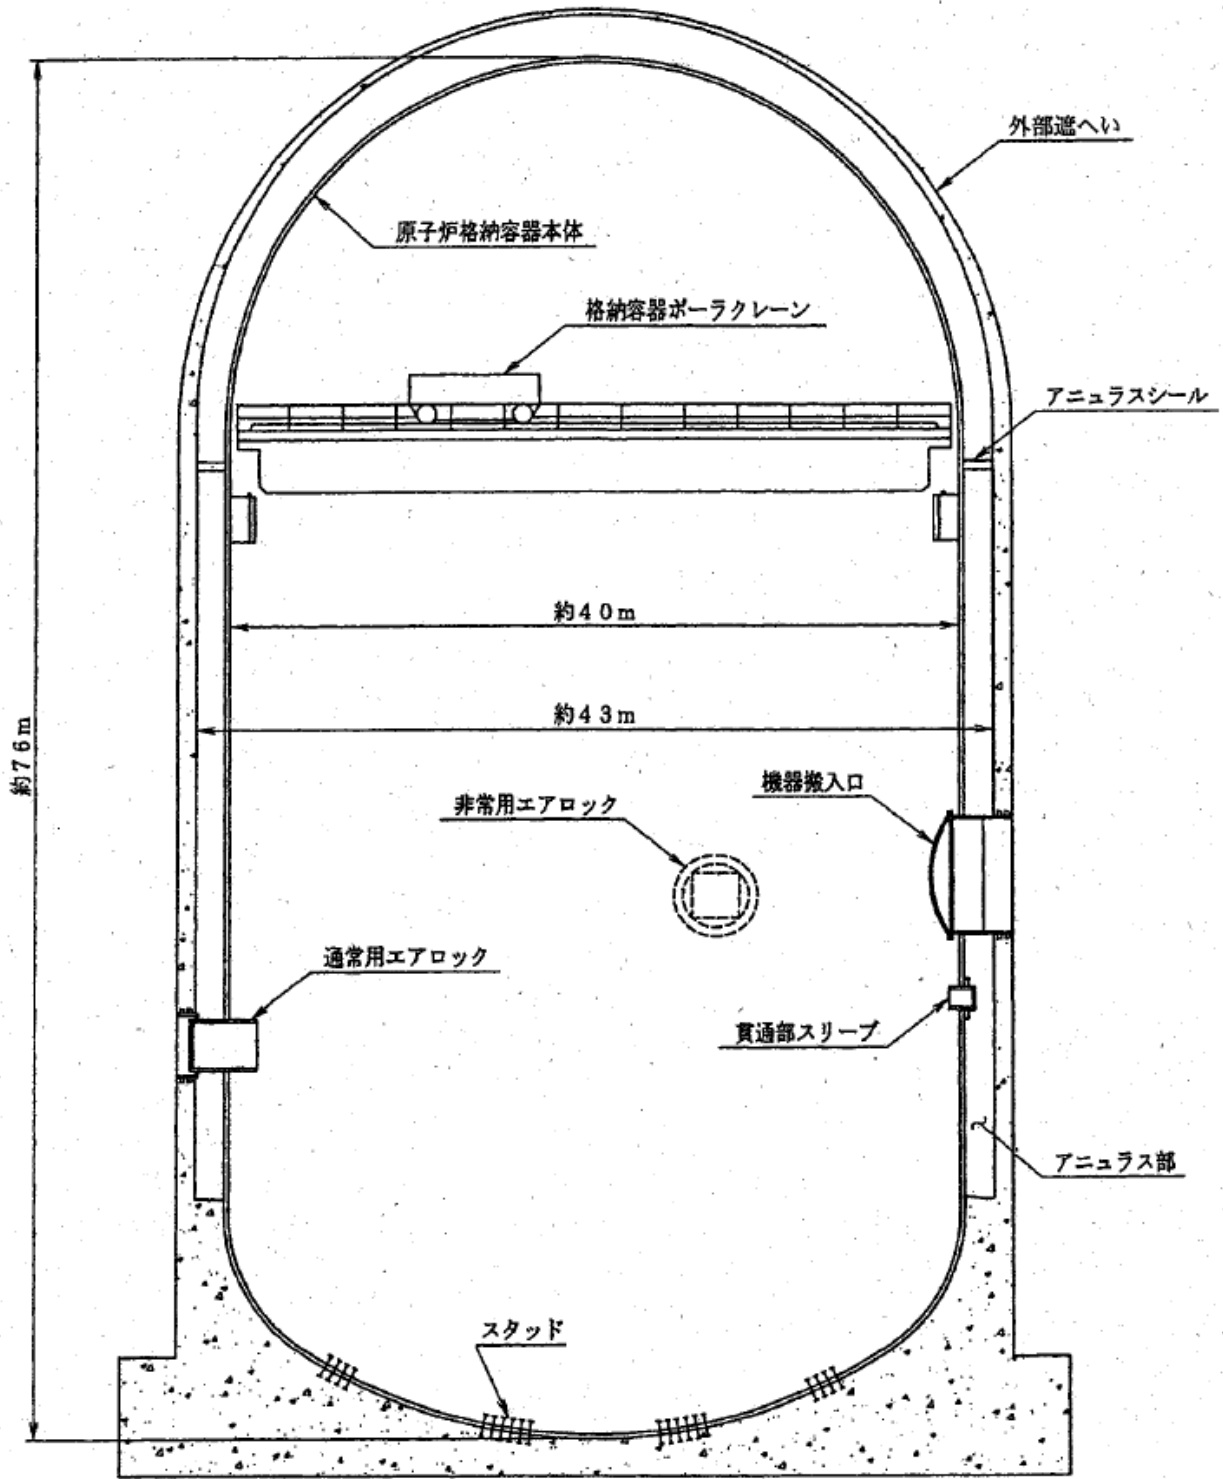 外部遮へい
原子炉格納容器本体
格納容器ポーラクレーン
アニュラスシール
約40m
約43m
約76m
機器搬入口
非常用エアロック
通常用エアロック
貫通部スリーブ
アニュラス部
スタッド